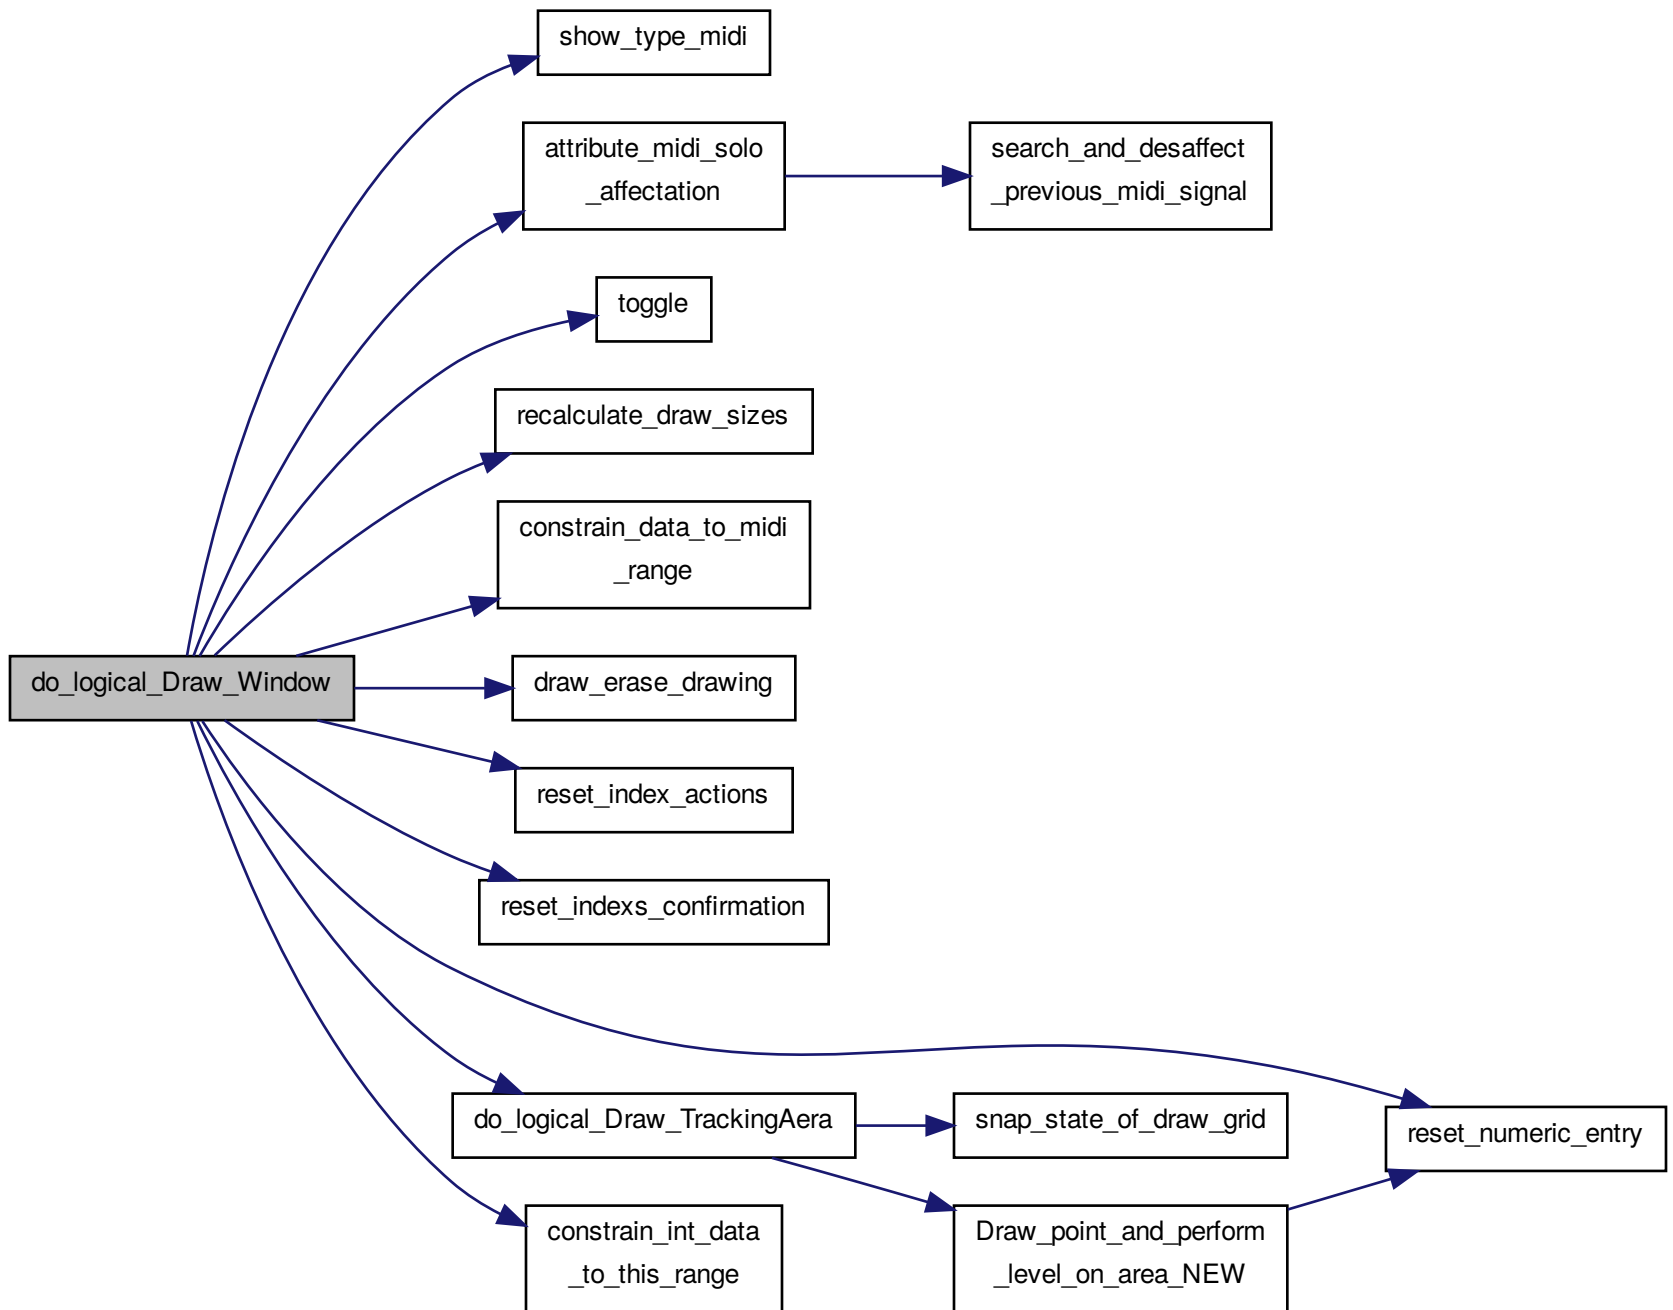 show_type_midi
attribute_midi_solo
_affectation
search_and_desaffect
_previous_midi_signal
toggle
recalculate_draw_sizes
constrain_data_to_midi
_range
do_logical_Draw_Window
draw_erase_drawing
reset_index_actions
reset_indexs_confirmation
do_logical_Draw_TrackingAera
snap_state_of_draw_grid
reset_numeric_entry
constrain_int_data
_to_this_range
Draw_point_and_perform
_level_on_area_NEW